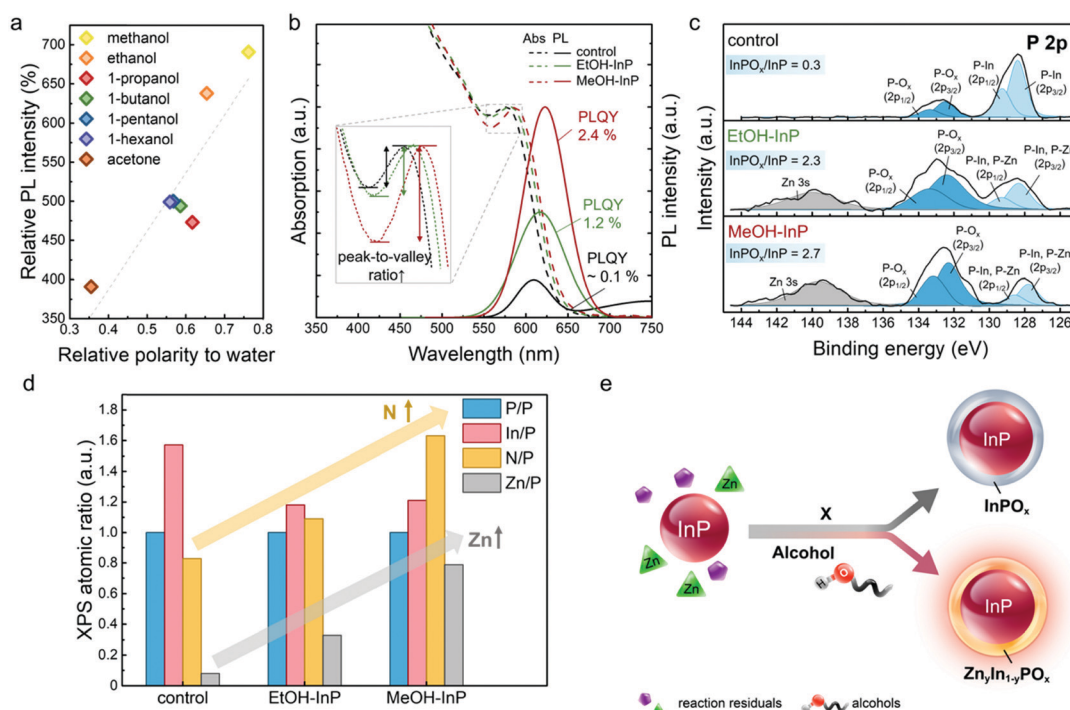 a
Relative PL intensity (%)
700
650
600
550
500
450
400
350
methanol
ethanol
1-propanol
1-butanol
1-pentanol
1-hexanol
acetone
0.3 0.4 0.5 0.6 0.7 0.8
Relative polarity to water
b
Absorption (a.u.)
PL intensity (a.u.)
Abs PL
control
EtOH-InP
MeOH-InP
PLQY
2.4 %
PLQY
1.2 %
PLQY
~ 0.1 %
peak-to-valley
ratio↑
350 400 450 500 550 600 650 700 750
Wavelength (nm)
c
Intensity (a.u.)
control
P 2p
InPOₓ/InP = 0.3
P-Oₓ
(2p₁/₂)
P-Oₓ
(2p₃/₂)
P-In
(2p₁/₂)
P-In
(2p₃/₂)
EtOH-InP
InPOₓ/InP = 2.3
Zn 3s
P-Oₓ
(2p₁/₂)
P-Oₓ
(2p₃/₂)
P-In, P-Zn
(2p₁/₂)
P-In, P-Zn
(2p₃/₂)
MeOH-InP
InPOₓ/InP = 2.7
Zn 3s
P-Oₓ
(2p₁/₂)
P-Oₓ
(2p₃/₂)
P-In, P-Zn
(2p₁/₂)
P-In, P-Zn
(2p₃/₂)
144 142 140 138 136 134 132 130 128 126
Binding energy (eV)
d
XPS atomic ratio (a.u.)
1.8
1.6
1.4
1.2
1.0
0.8
0.6
0.4
0.2
0
N↑
Zn↑
P/P
In/P
N/P
Zn/P
control EtOH-InP MeOH-InP
e
Zn
InP
Zn
Zn
X
Alcohol
H O
InP
InPOₓ
InP
ZnᵧIn₁₋ᵧPOₓ
Zn reaction residuals
H O alcohols